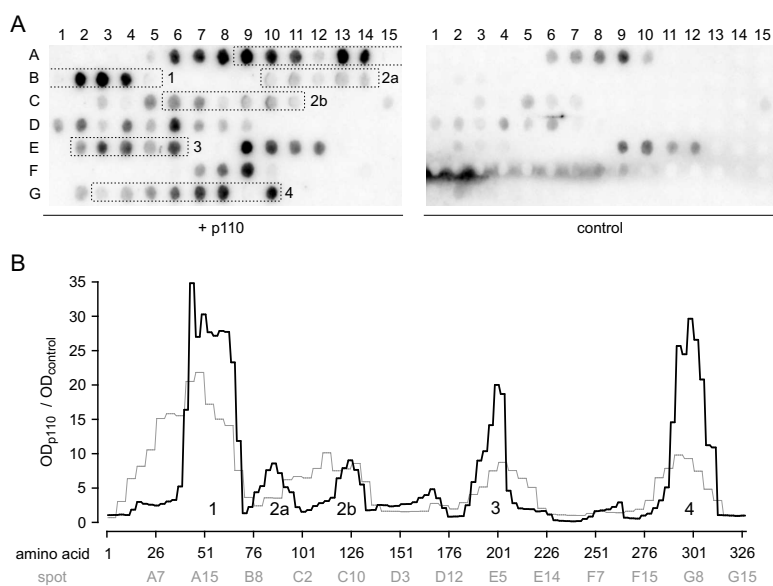 A
1 2 3 4 5 6 7 8 9 10 11 12 13 14 15
1 2 3 4 5 6 7 8 9 10 11 12 13 14 15
A
B 1 2a
C 2b
D
E 3
F
G 4
+ p110
control
B
35
30
25
20
15
10
5
0
ODp110 / ODcontrol
1 2a 2b 3 4
amino acid 1 26 51 76 101 126 151 176 201 226 251 276 301 326
spot A7 A15 B8 C2 C10 D3 D12 E5 E14 F7 F15 G8 G15